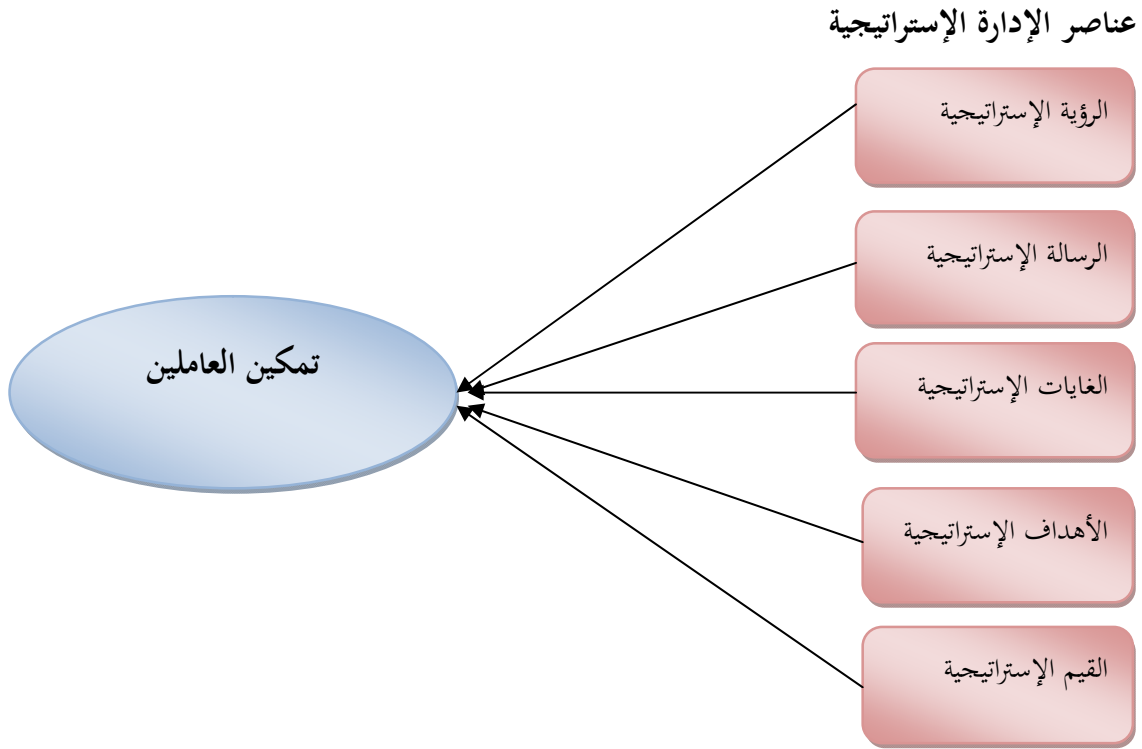 عناصر الإدارة الإستراتيجية
الرؤية الإستراتيجية
الرسالة الإستراتيجية
الغايات الإستراتيجية
الأهداف الإستراتيجية
القيم الإستراتيجية
تمكين العاملين